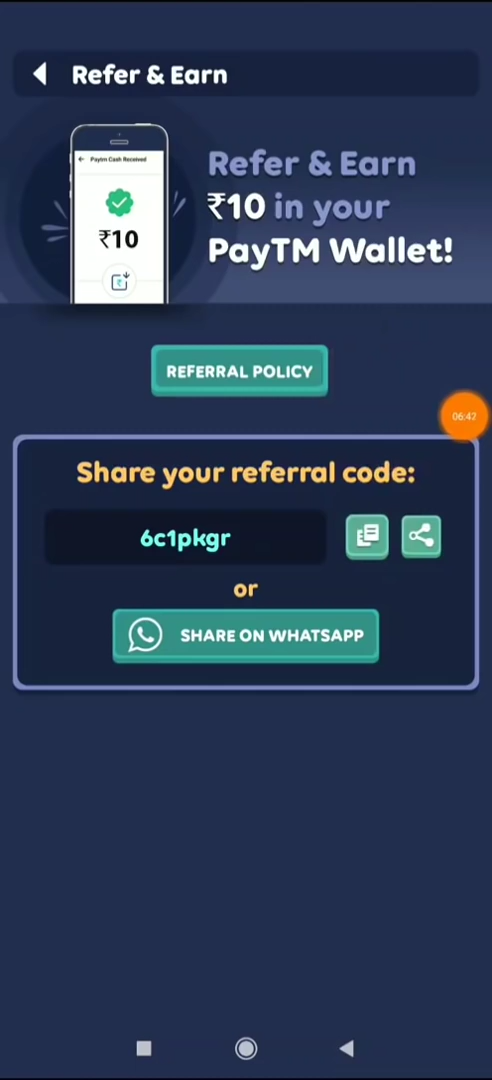 Refer & Earn
Paytm Cash Received
₹10
Refer & Earn
₹10 in your
PayTM Wallet!
REFERRAL POLICY
06:42
Share your referral code:
6c1pkgr
or
SHARE ON WHATSAPP